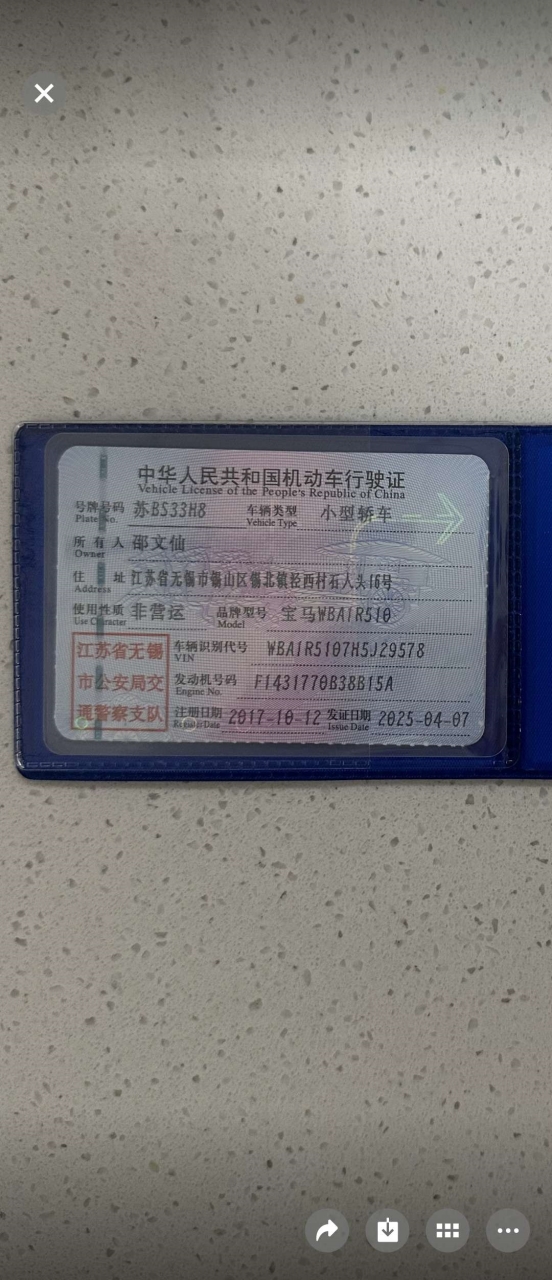 中华人民共和国机动车行驶证
Vehicle License of the People's Republic of China
号牌号码 苏BS33H8 车辆类型 小型轿车
Plate No. Vehicle Type
所有人 邵文仙
Owner
住址 江苏省无锡市锡山区锡北镇泾西村石人头16号
Address
使用性质 非营运 品牌型号 宝马WBA1R510
Use Character Model
江苏省无锡 车辆识别代号 WBA1R5107H5J29578
VIN
市公安局交 发动机号码 F1431770B38B15A
Engine No.
通警察支队 注册日期 2017-10-12 发证日期 2025-04-07
Register Date Issue Date